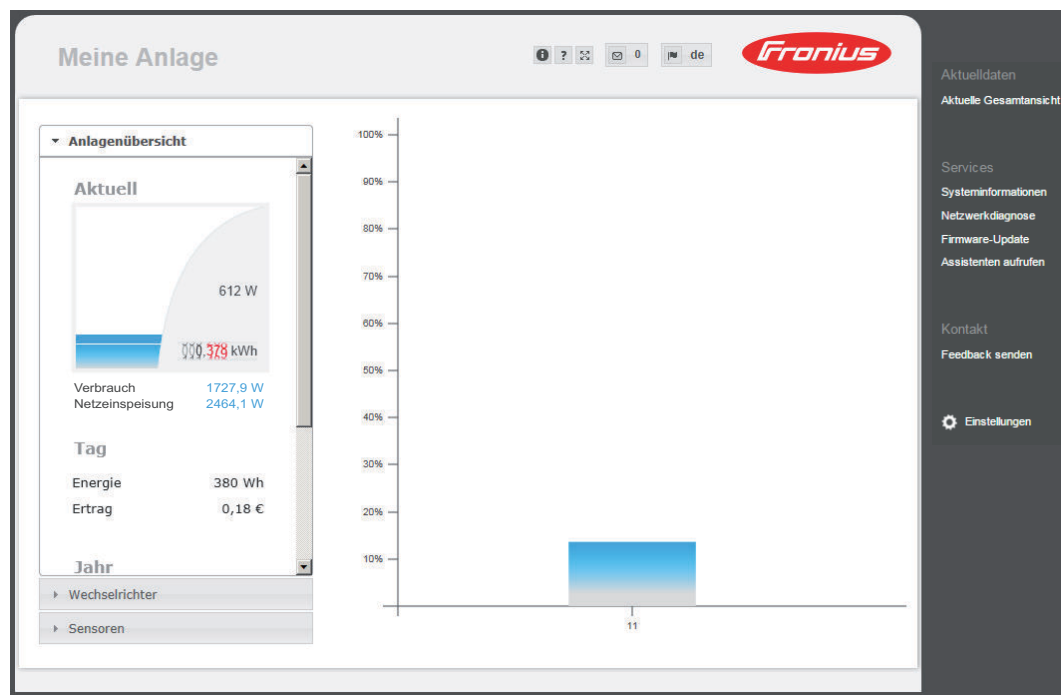 Meine Anlage
0
de
Fronius
Anlagenübersicht
Aktuell
612 W
000.379 kWh
Verbrauch 1727,9 W
Netzeinspeisung 2464,1 W
Tag
Energie 380 Wh
Ertrag 0,18 €
Jahr
Wechselrichter
Sensoren
100%
90%
80%
70%
60%
50%
40%
30%
20%
10%
11
Aktuelldaten
Aktuelle Gesamtansicht
Services
Systeminformationen
Netzwerkdiagnose
Firmware-Update
Assistenten aufrufen
Kontakt
Feedback senden
Einstellungen